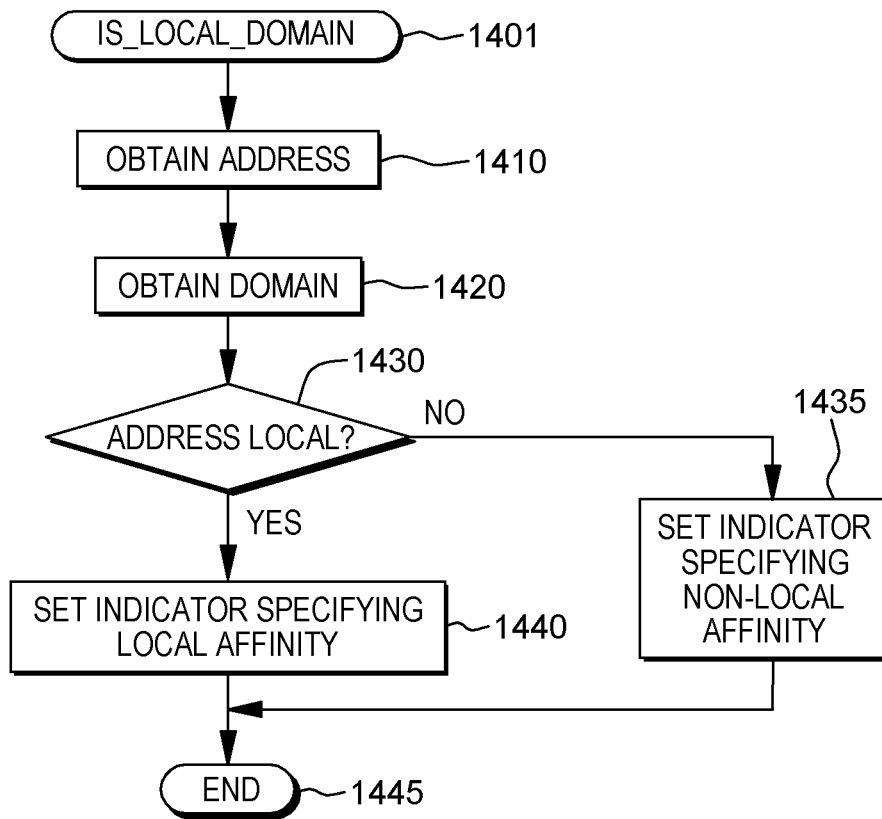 IS_LOCAL_DOMAIN
1401
OBTAIN ADDRESS
1410
OBTAIN DOMAIN
1420
1430
ADDRESS LOCAL?
NO
1435
YES
SET INDICATOR
SPECIFYING
NON-LOCAL
AFFINITY
SET INDICATOR SPECIFYING
LOCAL AFFINITY
1440
END
1445